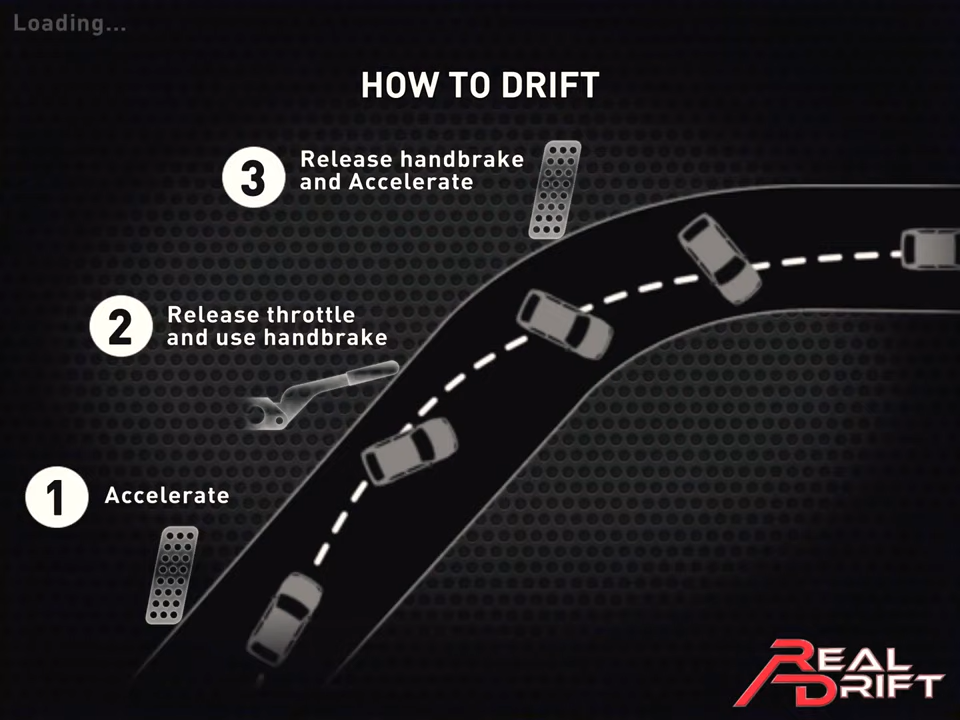 Loading...
HOW TO DRIFT
3
Release handbrake
and Accelerate
2
Release throttle
and use handbrake
1
Accelerate
REAL
DRIFT